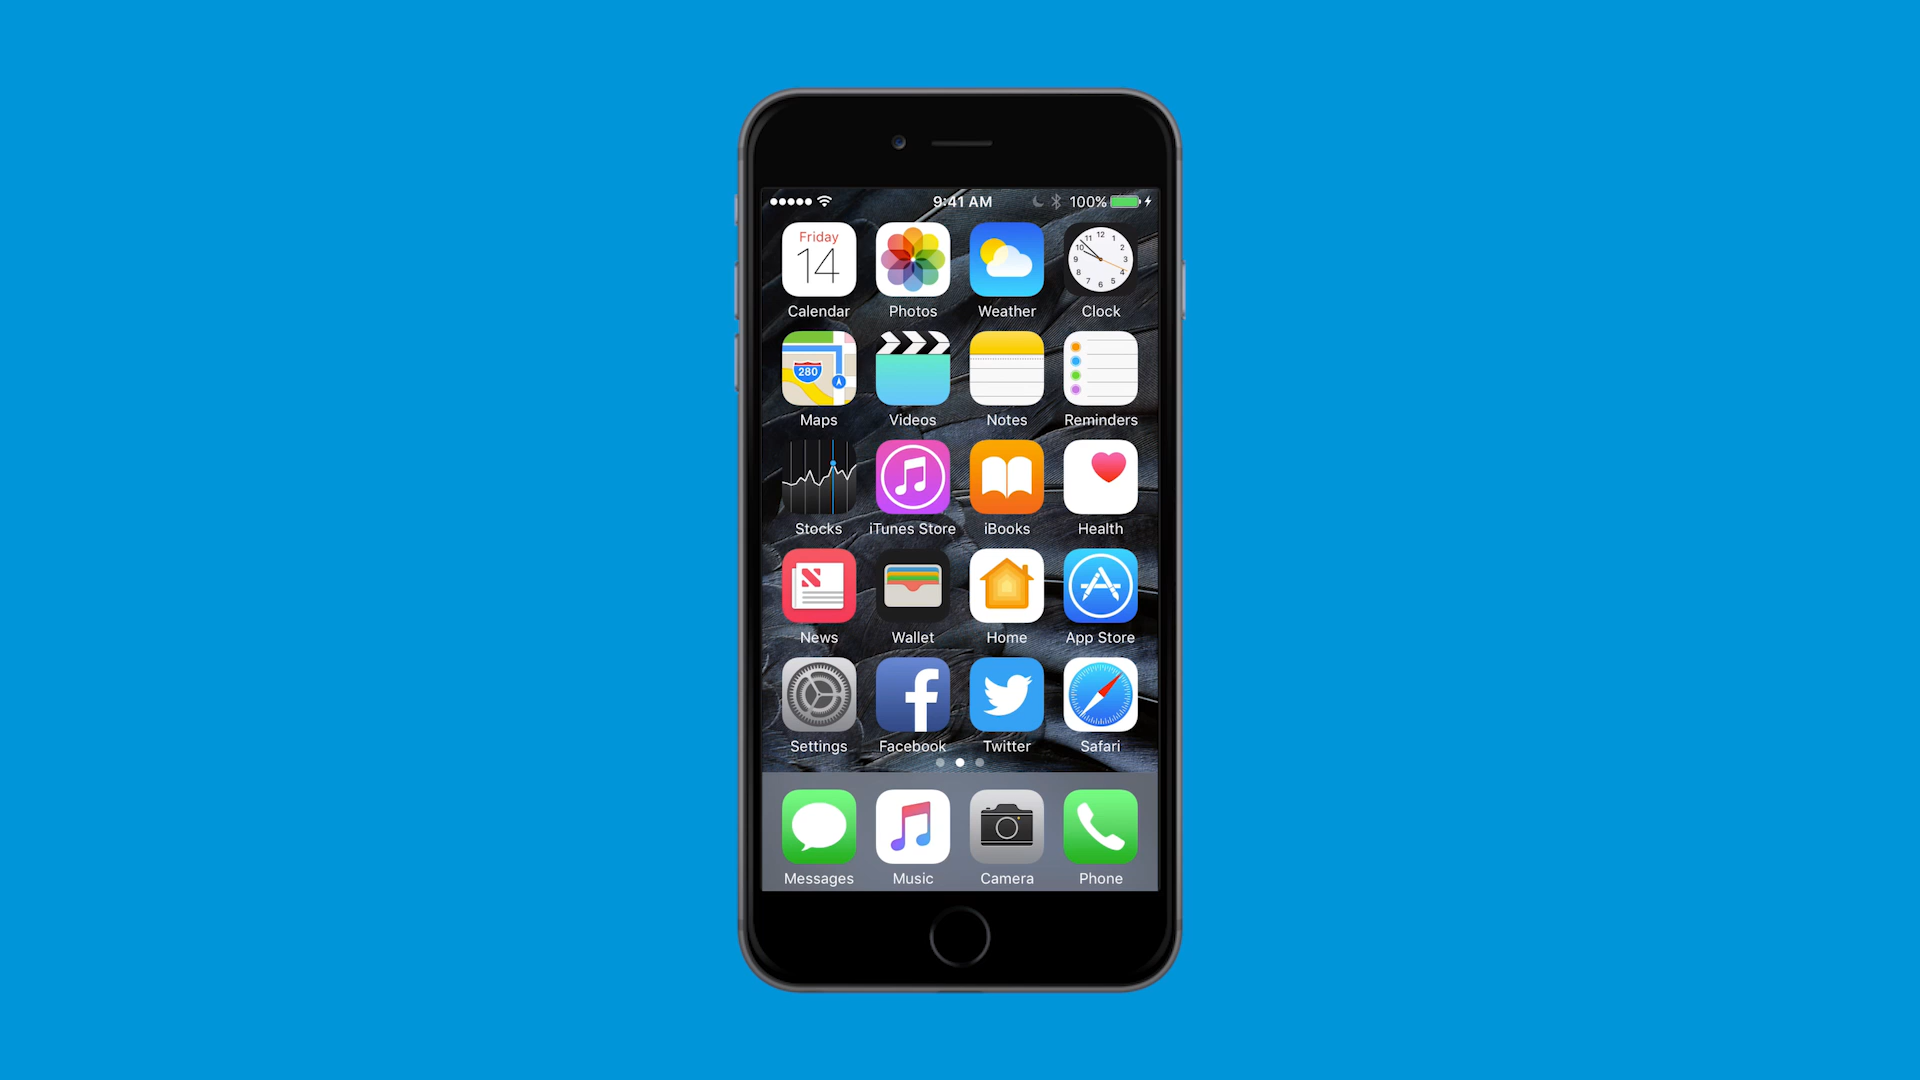 9:41 AM 100%
Friday
14
Calendar Photos Weather Clock
280
Maps Videos Notes Reminders
Stocks iTunes Store iBooks Health
News Wallet Home App Store
Settings Facebook Twitter Safari
Messages Music Camera Phone